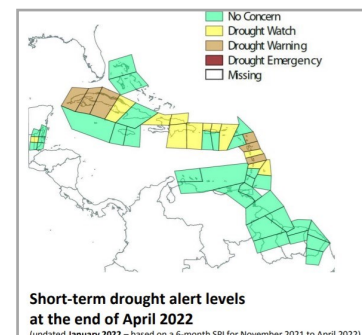 No Concern
Drought Watch
Drought Warning
Drought Emergency
Missing
Short-term drought alert levels
at the end of April 2022
(updated January 2022 – based on a 6-month SPI for November 2021 to April 2022)